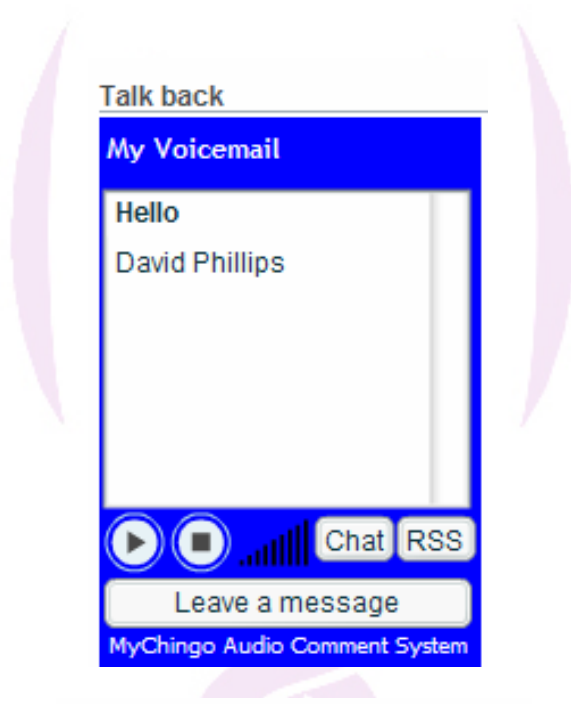 Talk back
My Voicemail
Hello
David Phillips
Chat RSS
Leave a message
MyChingo Audio Comment System